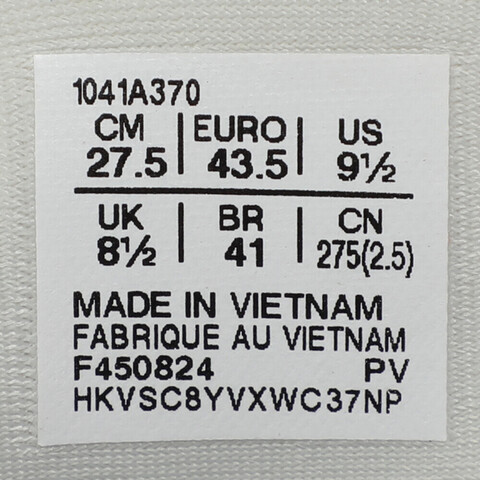 1041A370
CM | EURO | US
27.5 | 43.5 | 9½
UK | BR | CN
8½ | 41 | 275(2.5)
MADE IN VIETNAM
FABRIQUE AU VIETNAM
F450824 PV
HKVSC8YVXWC37NP